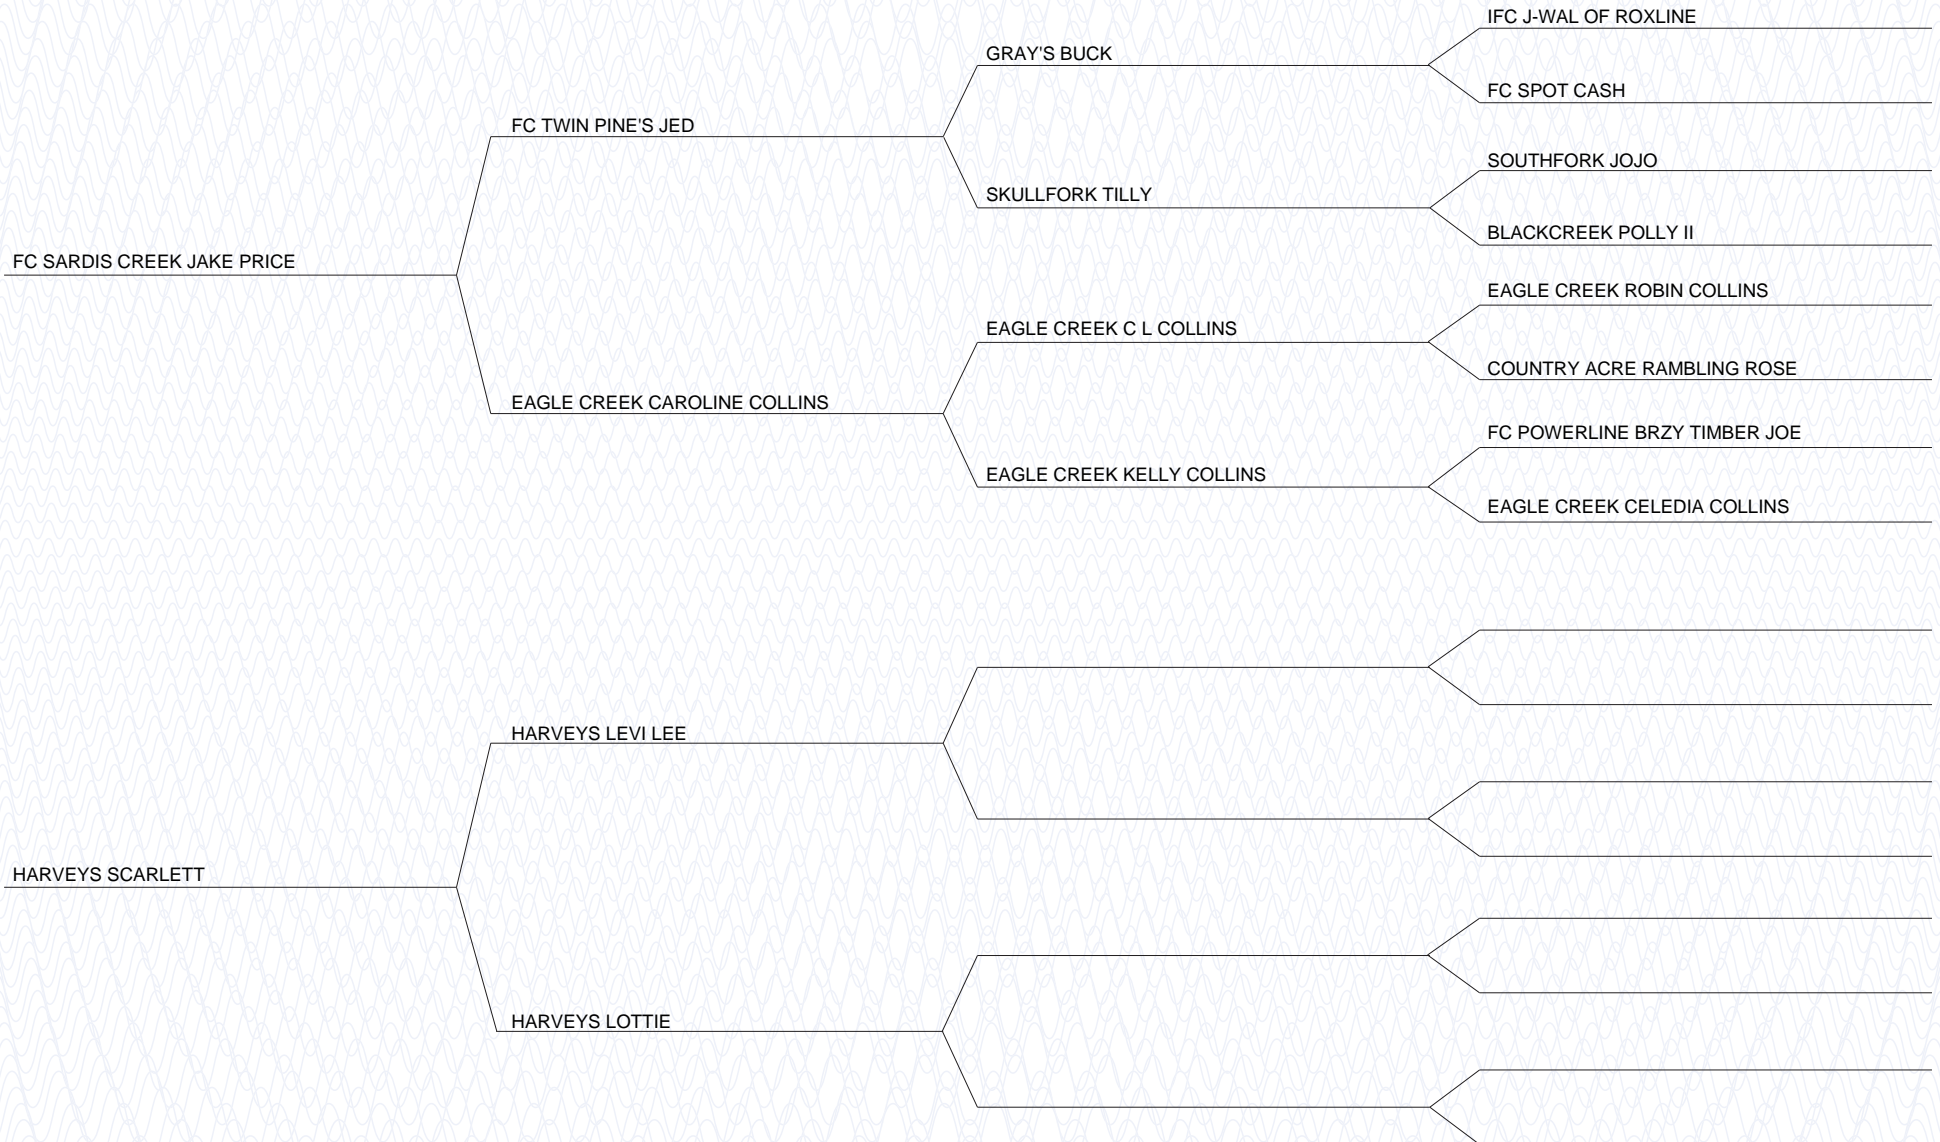 IFC J-WAL OF ROXLINE
GRAY'S BUCK
FC SPOT CASH
FC TWIN PINE'S JED
SOUTHFORK JOJO
SKULLFORK TILLY
BLACKCREEK POLLY II
FC SARDIS CREEK JAKE PRICE
EAGLE CREEK ROBIN COLLINS
EAGLE CREEK C L COLLINS
COUNTRY ACRE RAMBLING ROSE
EAGLE CREEK CAROLINE COLLINS
FC POWERLINE BRZY TIMBER JOE
EAGLE CREEK KELLY COLLINS
EAGLE CREEK CELEDIA COLLINS
HARVEYS LEVI LEE
HARVEYS SCARLETT
HARVEYS LOTTIE